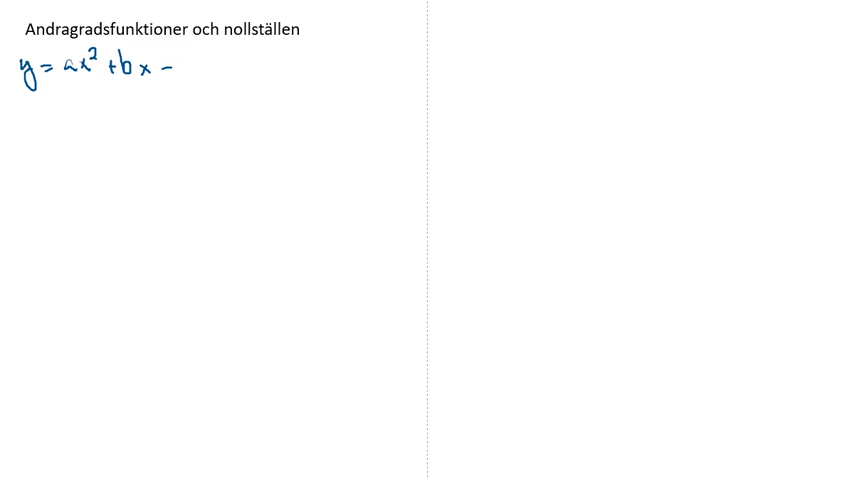 Andragradsfunktioner och nollställen
y = ax² + bx -